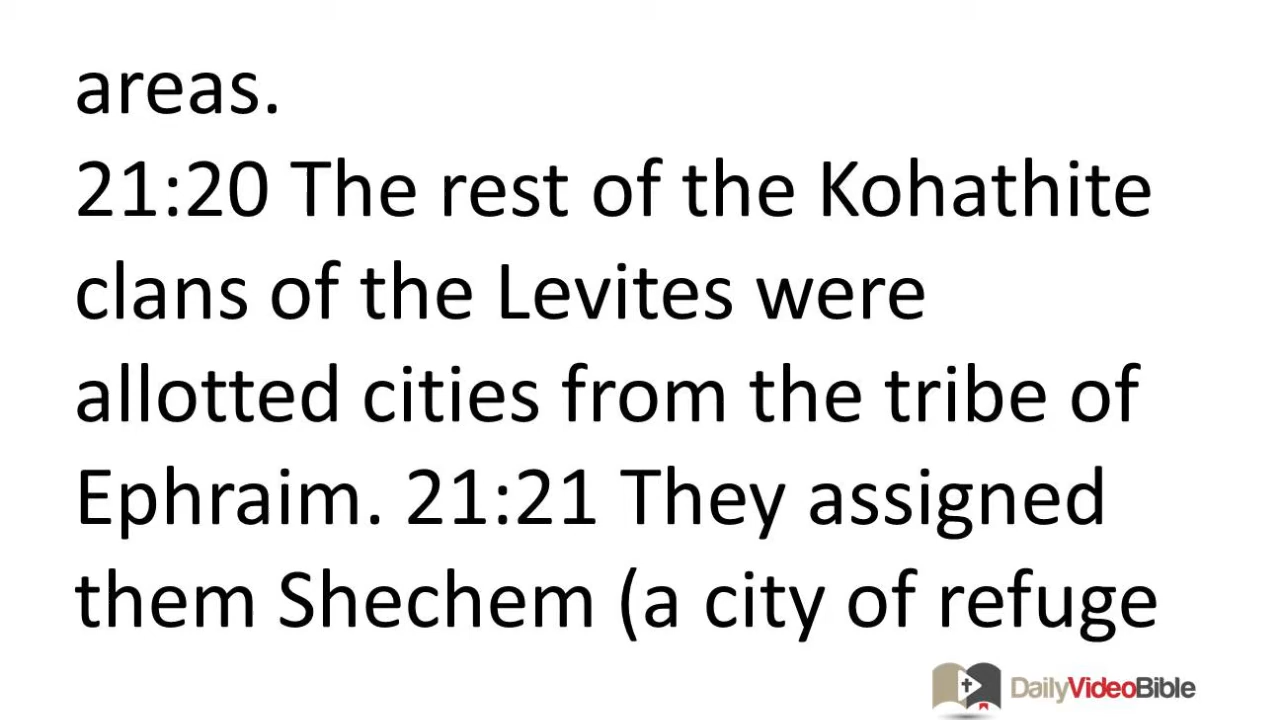 areas.
21:20 The rest of the Kohathite
clans of the Levites were
allotted cities from the tribe of
Ephraim. 21:21 They assigned
them Shechem (a city of refuge
DailyVideoBible